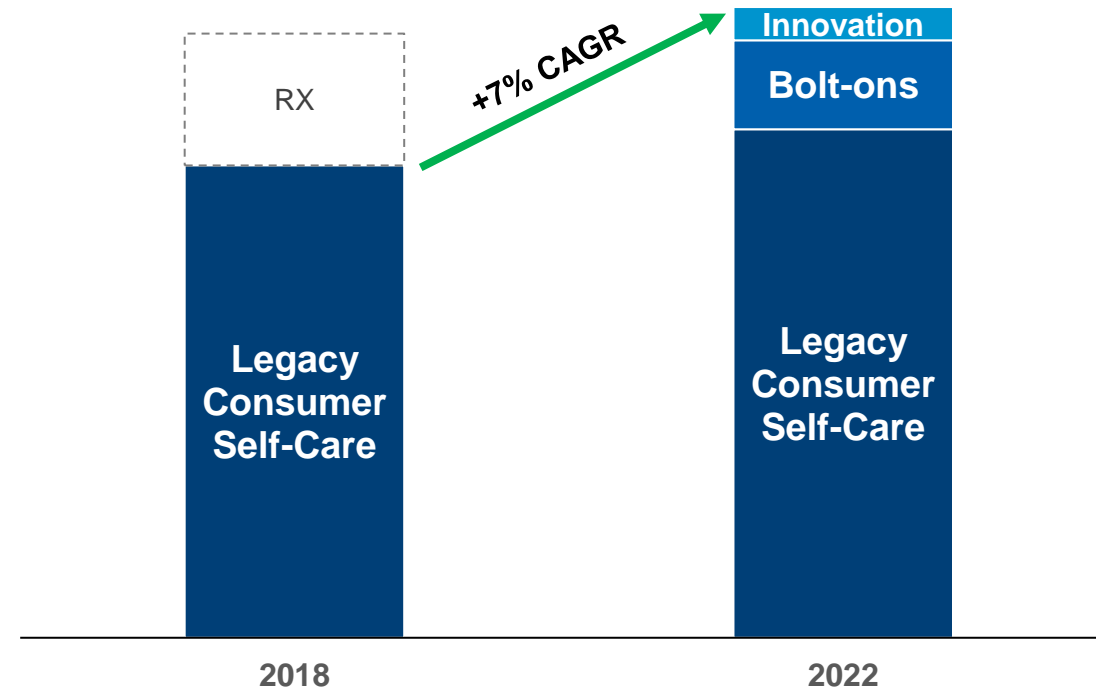 RX
Legacy
Consumer
Self-Care
+7% CAGR
Innovation
Bolt-ons
Legacy
Consumer
Self-Care
2018
2022